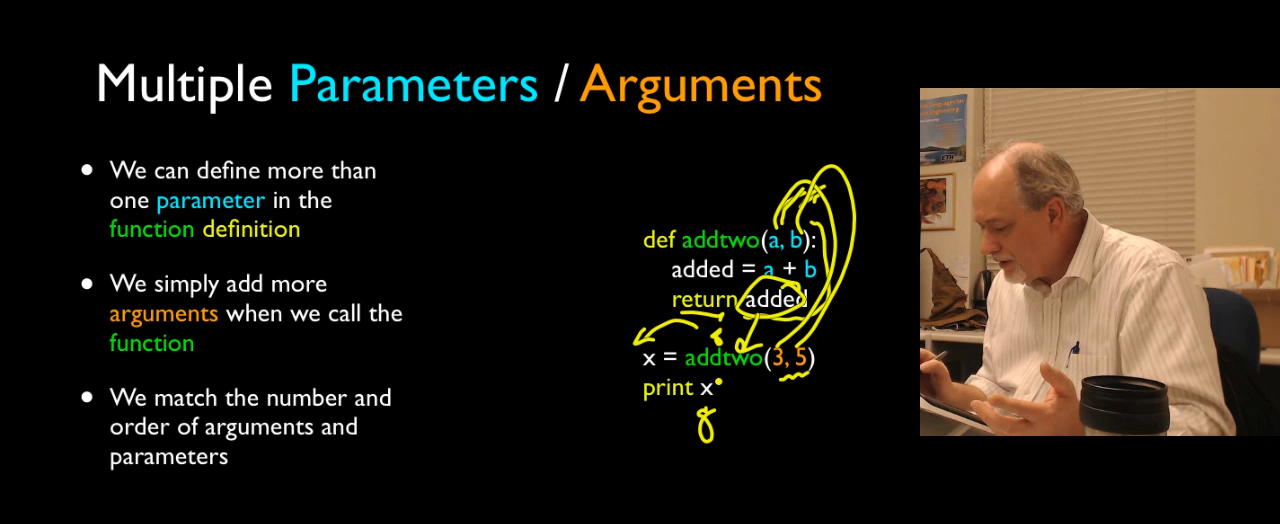 Multiple Parameters / Arguments
• We can define more than
one parameter in the
function definition
• We simply add more
arguments when we call the
function
• We match the number and
order of arguments and
parameters
def addtwo(a, b):
added = a + b
return added
x = addtwo(3, 5)
print x
8